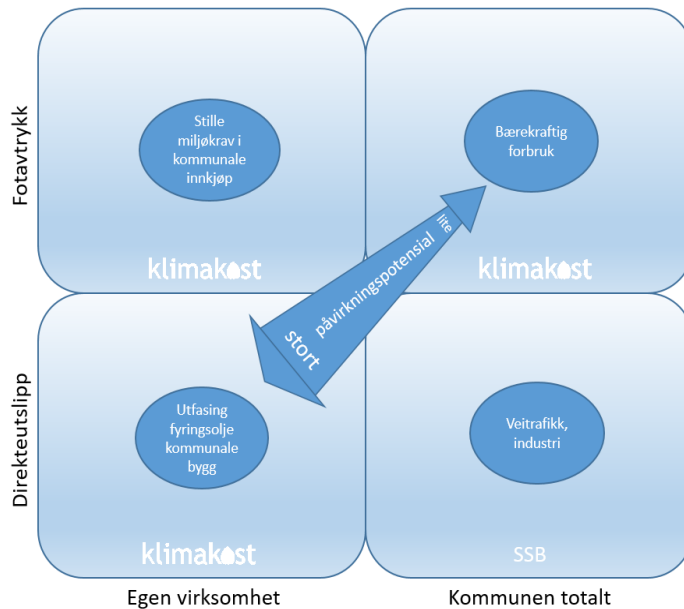 Fotavtrykk
Stille
miljøkrav i
kommunale
innkjøp
klimakost
Bærekraftig
forbruk
klimakost
stort påvirkningspotensial lite
Direkteutslipp
Utfasing
fyringsolje
kommunale
bygg
klimakost
Veitrafikk,
industri
SSB
Egen virksomhet
Kommunen totalt